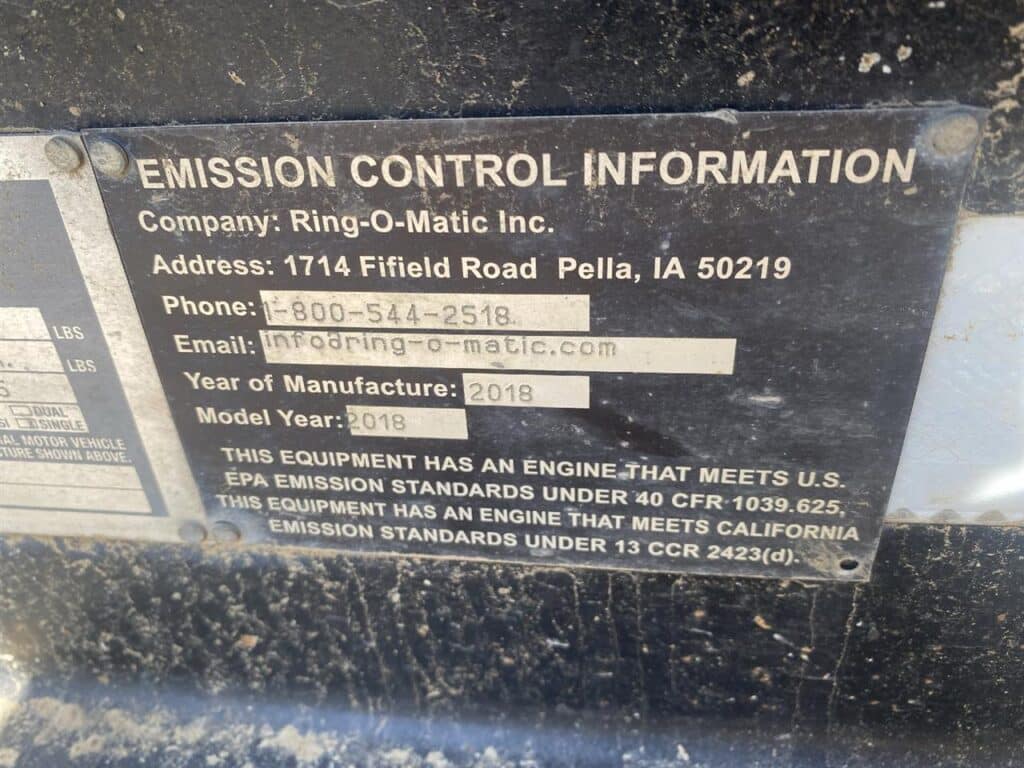 EMISSION CONTROL INFORMATION
Company: Ring-O-Matic Inc.
Address: 1714 Fifield Road Pella, IA 50219
Phone: 1-800-544-2518
Email: info@ring-o-matic.com
Year of Manufacture: 2018
Model Year: 2018
THIS EQUIPMENT HAS AN ENGINE THAT MEETS U.S.
EPA EMISSION STANDARDS UNDER 40 CFR 1039.625,
THIS EQUIPMENT HAS AN ENGINE THAT MEETS CALIFORNIA
EMISSION STANDARDS UNDER 13 CCR 2423(d).
LBS
LBS
DUAL
SINGLE
MOTOR VEHICLE
SHOWN ABOVE.